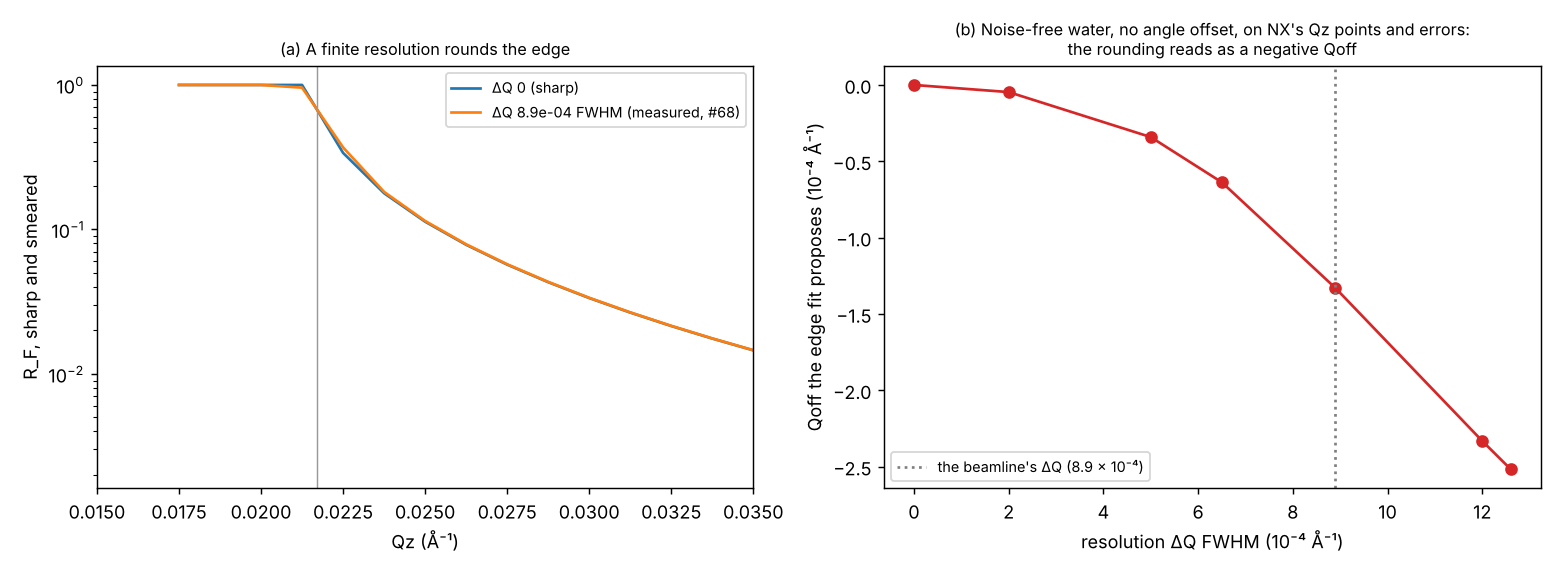 (a) A finite resolution rounds the edge
R_F, sharp and smeared
10⁰
10⁻¹
10⁻²
ΔQ 0 (sharp)
ΔQ 8.9e-04 FWHM (measured, #68)
0.0150 0.0175 0.0200 0.0225 0.0250 0.0275 0.0300 0.0325 0.0350
Qz (Å⁻¹)
(b) Noise-free water, no angle offset, on NX's Qz points and errors:
the rounding reads as a negative Qoff
Qoff the edge fit proposes (10⁻⁴ Å⁻¹)
0.0
−0.5
−1.0
−1.5
−2.0
−2.5
the beamline's ΔQ (8.9 × 10⁻⁴)
0 2 4 6 8 10 12
resolution ΔQ FWHM (10⁻⁴ Å⁻¹)